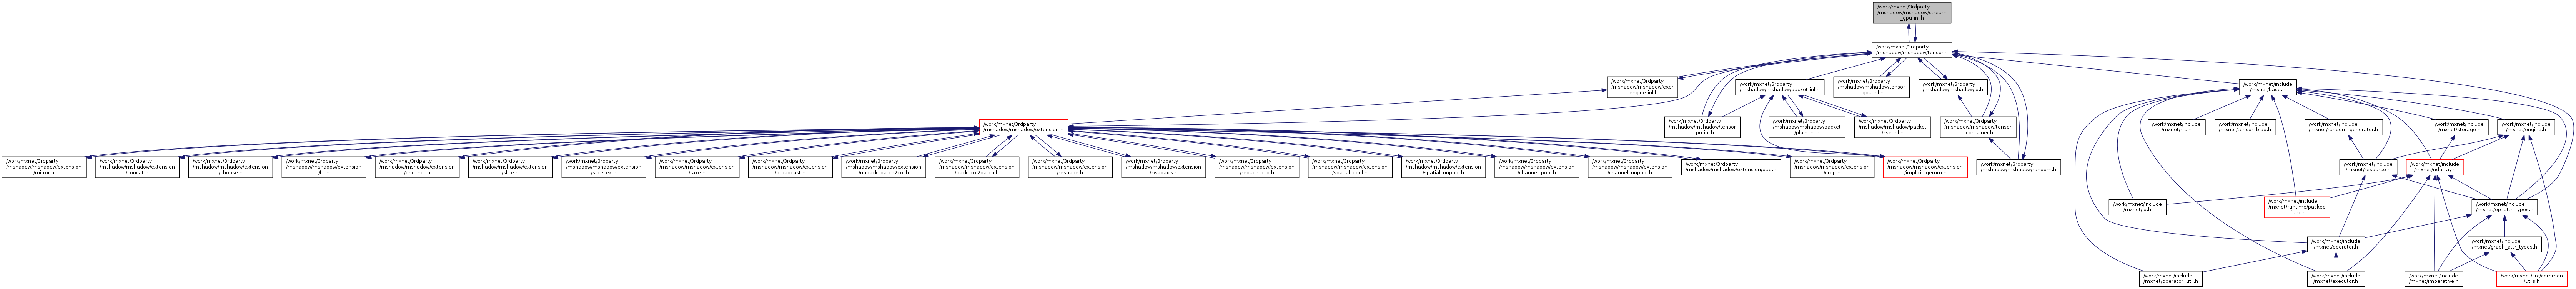 /work/mxnet/3rdparty
/mshadow/mshadow/stream
_gpu-inl.h
/work/mxnet/3rdparty
/mshadow/mshadow/tensor.h
/work/mxnet/3rdparty
/mshadow/mshadow/expr
_engine-inl.h
/work/mxnet/3rdparty
/mshadow/mshadow/packet-inl.h
/work/mxnet/3rdparty
/mshadow/mshadow/tensor
_gpu-inl.h
/work/mxnet/3rdparty
/mshadow/mshadow/io.h
/work/mxnet/include
/mxnet/base.h
/work/mxnet/3rdparty
/mshadow/mshadow/extension.h
/work/mxnet/3rdparty
/mshadow/mshadow/tensor
_cpu-inl.h
/work/mxnet/3rdparty
/mshadow/mshadow/packet
/plain-inl.h
/work/mxnet/3rdparty
/mshadow/mshadow/packet
/sse-inl.h
/work/mxnet/3rdparty
/mshadow/mshadow/tensor
_container.h
/work/mxnet/include
/mxnet/rtc.h
/work/mxnet/include
/mxnet/tensor_blob.h
/work/mxnet/include
/mxnet/random_generator.h
/work/mxnet/include
/mxnet/storage.h
/work/mxnet/include
/mxnet/engine.h
/work/mxnet/3rdparty
/mshadow/mshadow/extension
/mirror.h
/work/mxnet/3rdparty
/mshadow/mshadow/extension
/concat.h
/work/mxnet/3rdparty
/mshadow/mshadow/extension
/choose.h
/work/mxnet/3rdparty
/mshadow/mshadow/extension
/fill.h
/work/mxnet/3rdparty
/mshadow/mshadow/extension
/one_hot.h
/work/mxnet/3rdparty
/mshadow/mshadow/extension
/slice.h
/work/mxnet/3rdparty
/mshadow/mshadow/extension
/slice_ex.h
/work/mxnet/3rdparty
/mshadow/mshadow/extension
/take.h
/work/mxnet/3rdparty
/mshadow/mshadow/extension
/broadcast.h
/work/mxnet/3rdparty
/mshadow/mshadow/extension
/unpack_patch2col.h
/work/mxnet/3rdparty
/mshadow/mshadow/extension
/pack_col2patch.h
/work/mxnet/3rdparty
/mshadow/mshadow/extension
/reshape.h
/work/mxnet/3rdparty
/mshadow/mshadow/extension
/swapaxis.h
/work/mxnet/3rdparty
/mshadow/mshadow/extension
/reduceto1d.h
/work/mxnet/3rdparty
/mshadow/mshadow/extension
/spatial_pool.h
/work/mxnet/3rdparty
/mshadow/mshadow/extension
/spatial_unpool.h
/work/mxnet/3rdparty
/mshadow/mshadow/extension
/channel_pool.h
/work/mxnet/3rdparty
/mshadow/mshadow/extension
/channel_unpool.h
/work/mxnet/3rdparty
/mshadow/mshadow/extension/pad.h
/work/mxnet/3rdparty
/mshadow/mshadow/extension
/crop.h
/work/mxnet/3rdparty
/mshadow/mshadow/extension
/implicit_gemm.h
/work/mxnet/3rdparty
/mshadow/mshadow/random.h
/work/mxnet/include
/mxnet/resource.h
/work/mxnet/include
/mxnet/ndarray.h
/work/mxnet/include
/mxnet/io.h
/work/mxnet/include
/mxnet/runtime/packed
_func.h
/work/mxnet/include
/mxnet/op_attr_types.h
/work/mxnet/include
/mxnet/operator.h
/work/mxnet/include
/mxnet/graph_attr_types.h
/work/mxnet/include
/mxnet/operator_util.h
/work/mxnet/include
/mxnet/executor.h
/work/mxnet/include
/mxnet/imperative.h
/work/mxnet/src/common
/utils.h